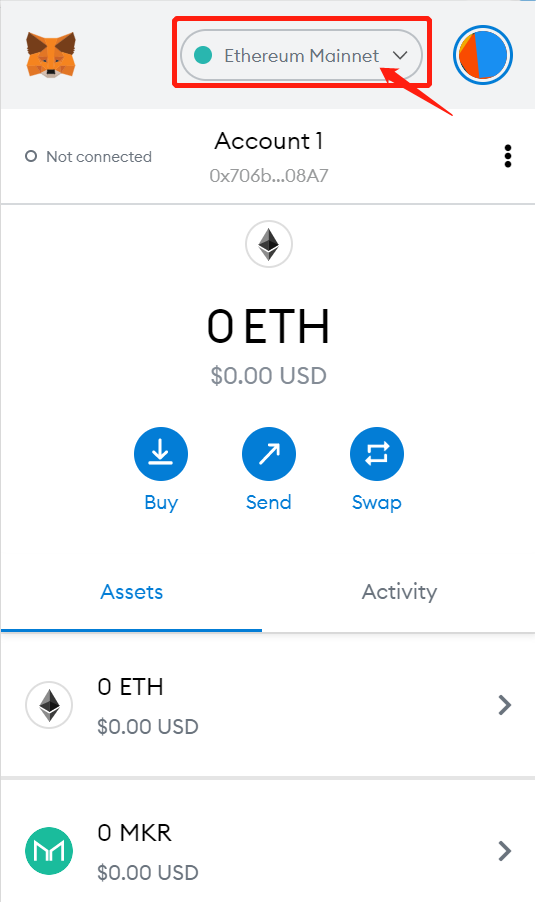 Ethereum Mainnet
Not connected
Account 1
0x706b...08A7
0 ETH
$0.00 USD
Buy
Send
Swap
Assets
Activity
0 ETH
$0.00 USD
0 MKR
$0.00 USD